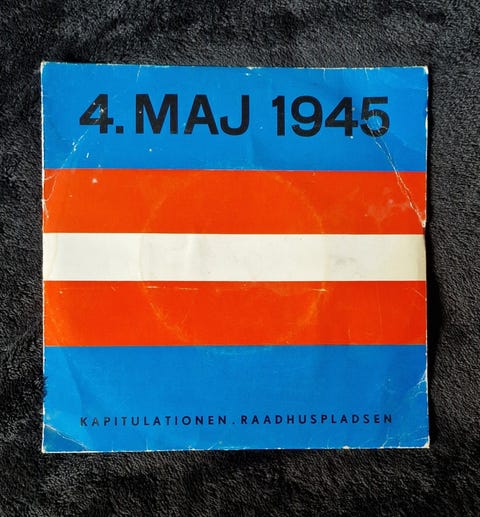 4. MAJ 1945
KAPITULATIONEN. RAADHUSPLADSEN